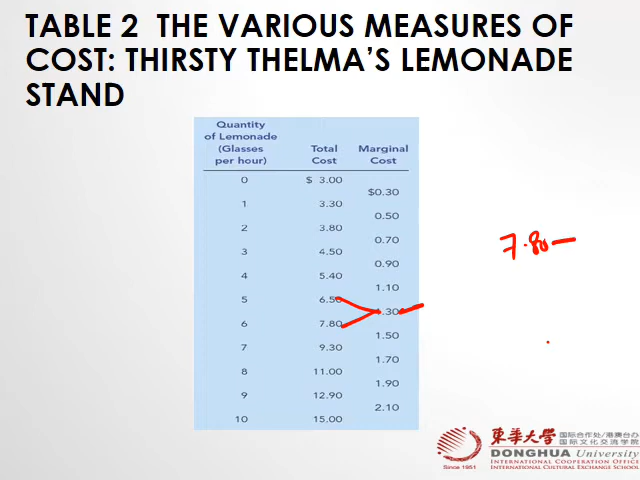 TABLE 2 THE VARIOUS MEASURES OF
COST: THIRSTY THELMA'S LEMONADE
STAND
Quantity
of Lemonade
(Glasses Total Marginal
per hour) Cost Cost
0 $ 3.00
$0.30
1 3.30
0.50
2 3.80
0.70
3 4.50
0.90
4 5.40
1.10
5 6.50
.30
6 7.80
1.50
7 9.30
1.70
8 11.00
1.90
9 12.90
2.10
10 15.00
7.80—
東華大學 国际合作处/港澳台办
国际文化交流学院
DONGHUA University
INTERNATIONAL COOPERATION OFFICE
Since 1951 INTERNATIONAL CULTURAL EXCHANGE SCHOOL